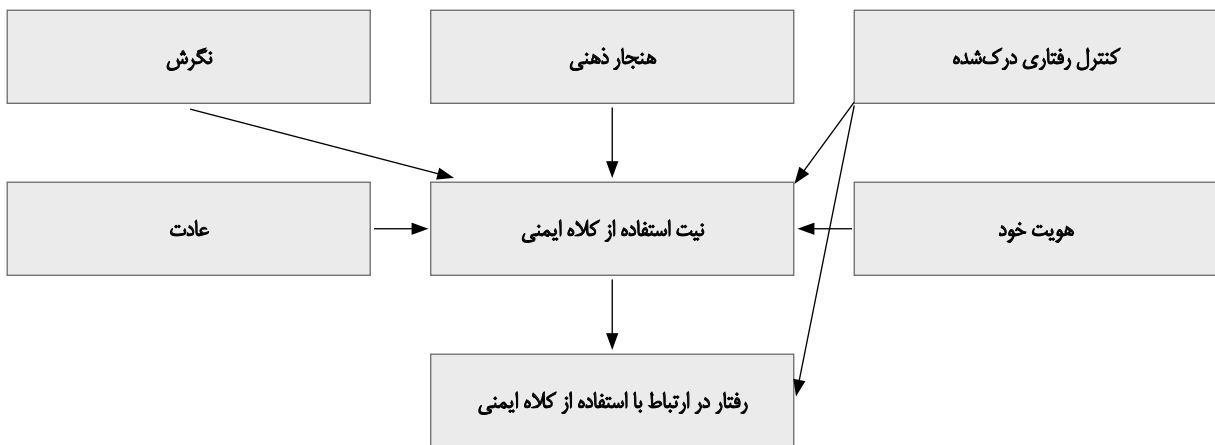 کنترل رفتاری درک‌شده
هنجار ذهنی
نگرش
هویت خود
نیت استفاده از کلاه ایمنی
عادت
رفتار در ارتباط با استفاده از کلاه ایمنی